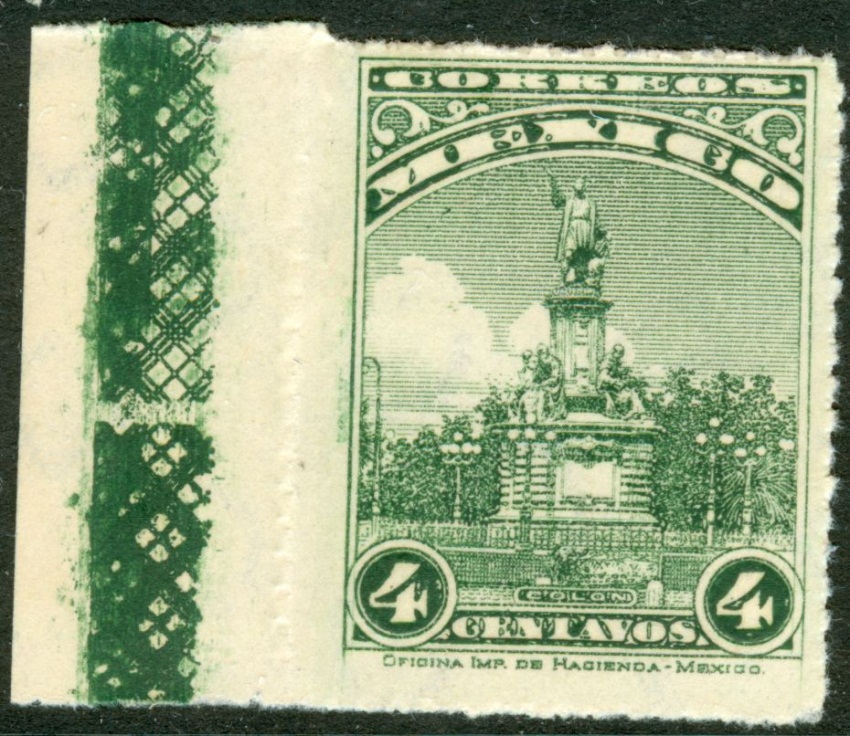 CORREOS
MEXICO
4
4
COLON
CENTAVOS
OFICINA IMP. DE HACIENDA-MEXICO.